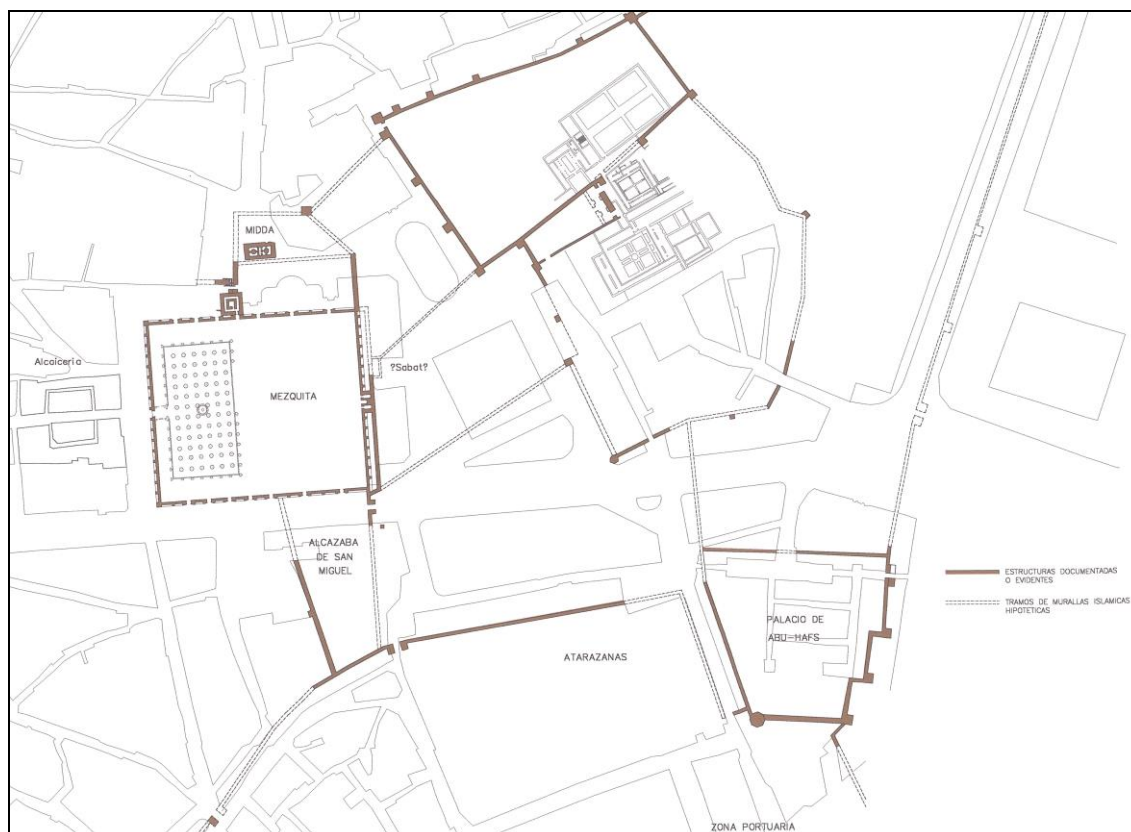 MIDDA
Alcaiceria
?Sabat?
MEZQUITA
ALCAZABA
DE SAN
MIGUEL
ESTRUCTURAS DOCUMENTADAS
O EVIDENTES
TRAMOS DE MURALLAS ISLAMICAS
HIPOTETICAS
PALACIO DE
ABU-HAFS
ATARAZANAS
ZONA PORTUARIA